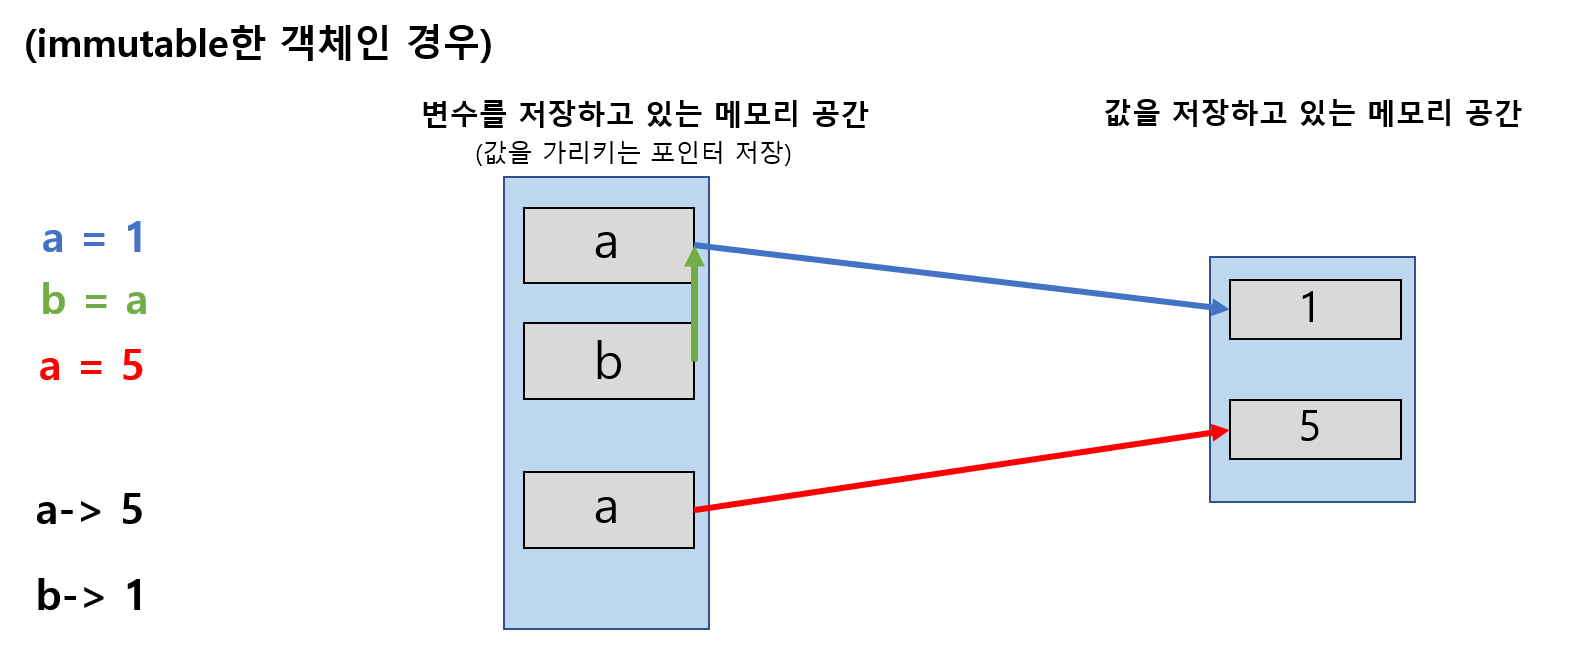 (immutable한 객체인 경우)
변수를 저장하고 있는 메모리 공간
(값을 가리키는 포인터 저장)
값을 저장하고 있는 메모리 공간
a = 1
b = a
a = 5
a-> 5
b-> 1
a
b
a
1
5